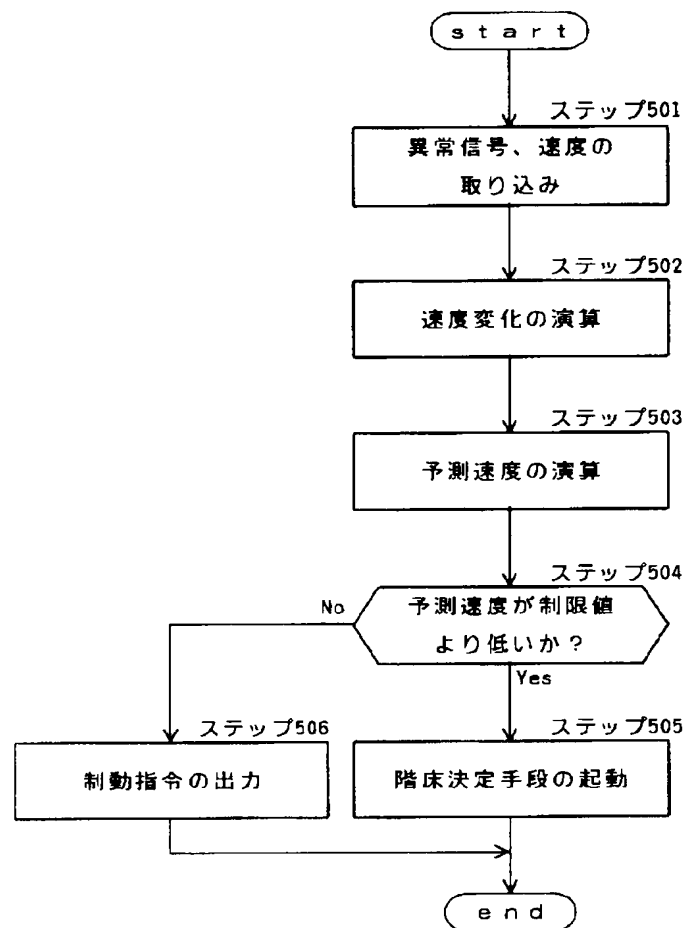 start
ステップ501
異常信号、速度の
取り込み
ステップ502
速度変化の演算
ステップ503
予測速度の演算
ステップ504
予測速度が制限値
より低いか?
No
Yes
ステップ506
制動指令の出力
ステップ505
階床決定手段の起動
end